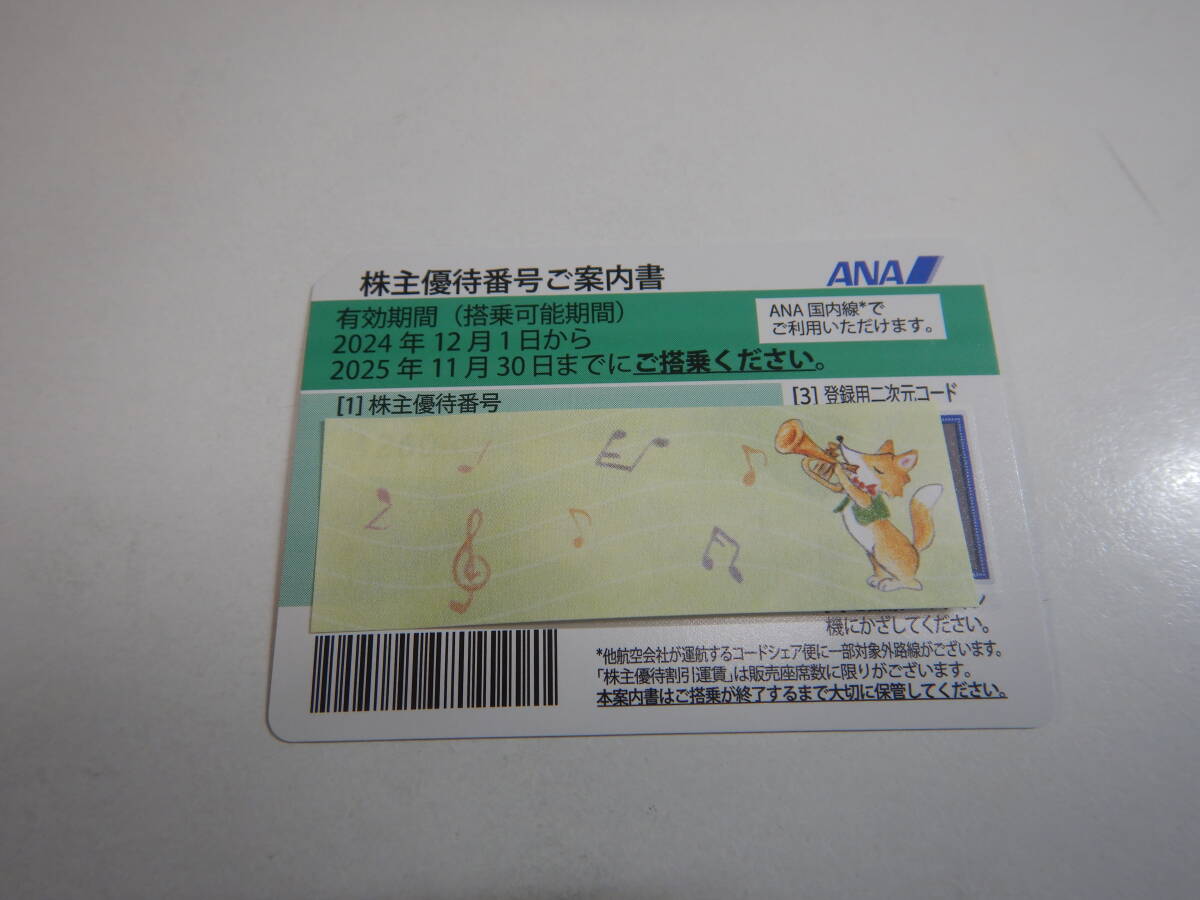 株主優待番号ご案内書
ANA
有効期間（搭乗可能期間）
2024 年 12 月 1 日から
2025 年 11 月 30 日までにご搭乗ください。
ANA 国内線*で
ご利用いただけます。
[1] 株主優待番号
[3] 登録用二次元コード
機にかざしてください。
*他航空会社が運航するコードシェア便に一部対象外路線がございます。
「株主優待割引運賃」は販売座席数に限りがございます。
本案内書はご搭乗が終了するまで大切に保管してください。